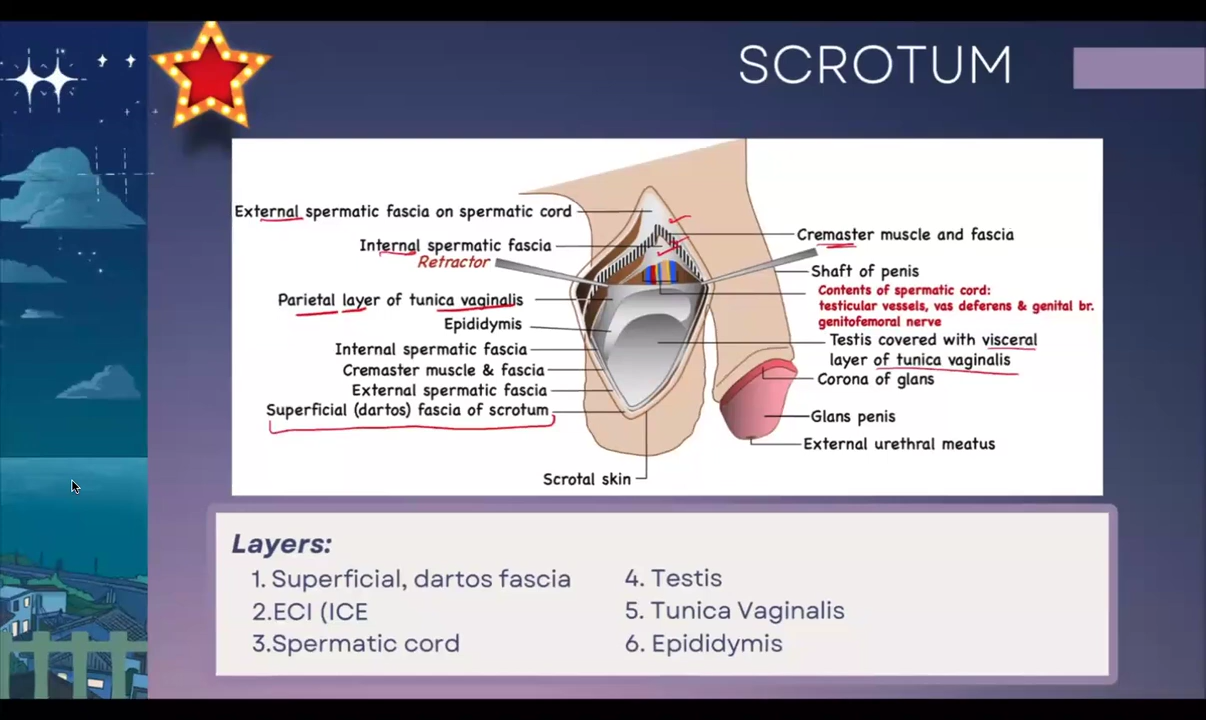 SCROTUM
External spermatic fascia on spermatic cord
Internal spermatic fascia
Retractor
Parietal layer of tunica vaginalis
Epididymis
Internal spermatic fascia
Cremaster muscle & fascia
External spermatic fascia
Superficial (dartos) fascia of scrotum
Scrotal skin
Cremaster muscle and fascia
Shaft of penis
Contents of spermatic cord:
testicular vessels, vas deferens & genital br.
genitofemoral nerve
Testis covered with visceral
layer of tunica vaginalis
Corona of glans
Glans penis
External urethral meatus
Layers:
1. Superficial, dartos fascia
2.ECI (ICE
3.Spermatic cord
4. Testis
5. Tunica Vaginalis
6. Epididymis